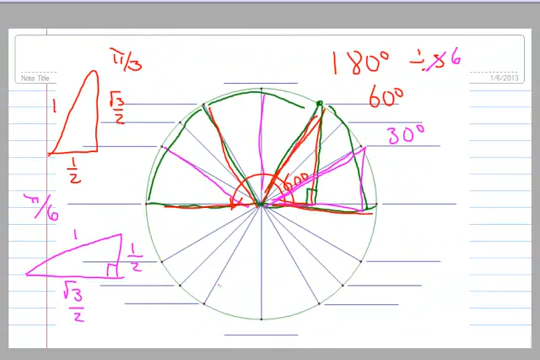 Note Title
1/6/2013
π/3
180° ÷ 3 6
60°
30°
1
√3/2
1/2
60°
π/6
1
1/2
√3/2